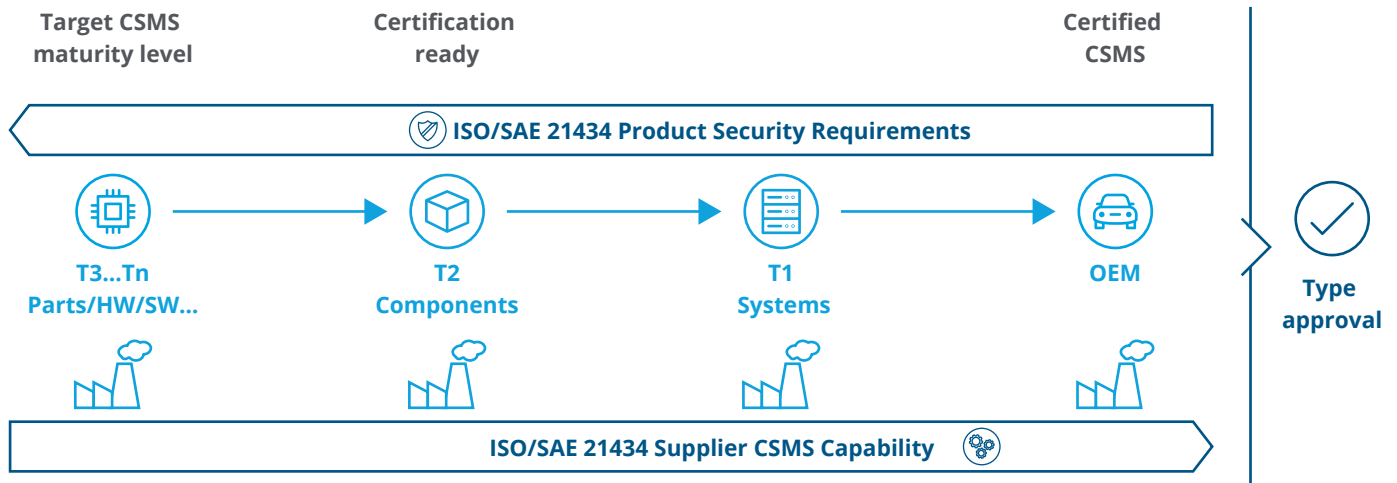 Target CSMS
maturity level
Certification
ready
Certified
CSMS
ISO/SAE 21434 Product Security Requirements
T3...Tn
Parts/HW/SW...
T2
Components
T1
Systems
OEM
Type
approval
ISO/SAE 21434 Supplier CSMS Capability